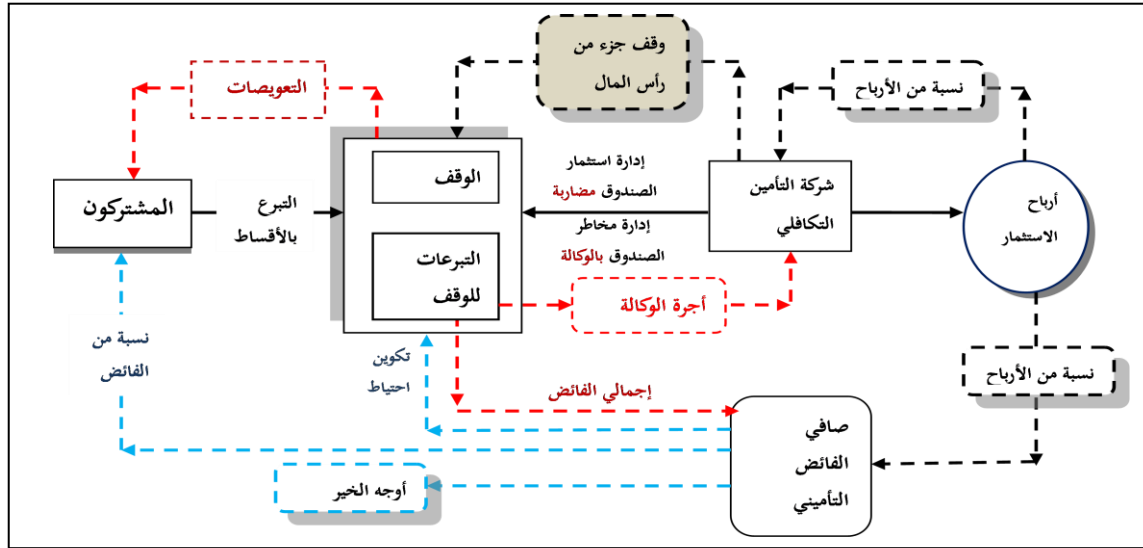 وقف جزء من
رأس المال
التعويضات
نسبة من الأرباح
الوقف
إدارة استثمار
الصندوق مضاربة
إدارة مخاطر
الصندوق بالوكالة
شركة التأمين
التكافلي
أرباح
الاستثمار
المشتركون
التبرع
بالأقساط
التبرعات
للوقف
أجرة الوكالة
نسبة من
الفائض
تكوين
احتياط
إجمالي الفائض
نسبة من الأرباح
صافي
الفائض
التأميني
أوجه الخير